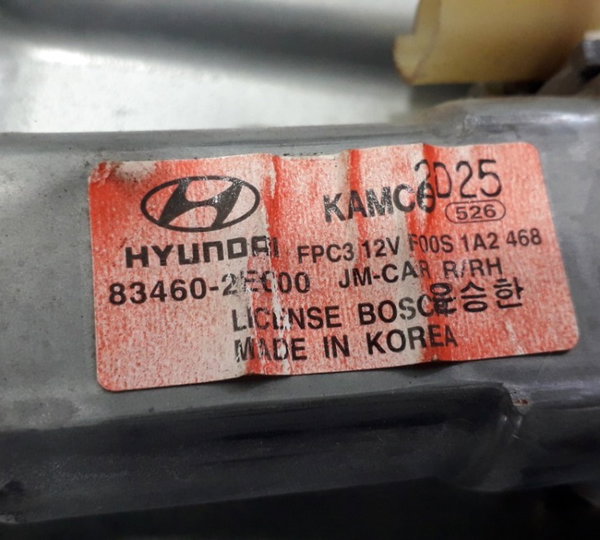 KAMCO 3D25
526
HYUNDAI FPC3 12V F00S 1A2 468
83460-2E000 JM-CAR R/RH
LICENSE BOSCH 윤승한
MADE IN KOREA